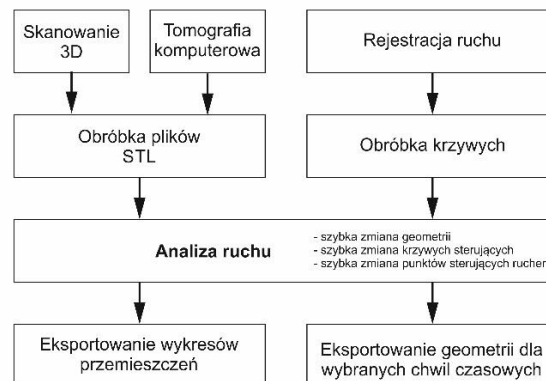 Skanowanie
3D
Tomografia
komputerowa
Rejestracja ruchu
Obróbka plików
STL
Obróbka krzywych
Analiza ruchu
- szybka zmiana geometrii
- szybka zmiana krzywych sterujących
- szybka zmiana punktów sterujących rucher
Eksportowanie wykresów
przemieszczeń
Eksportowanie geometrii dla
wybranych chwil czasowych